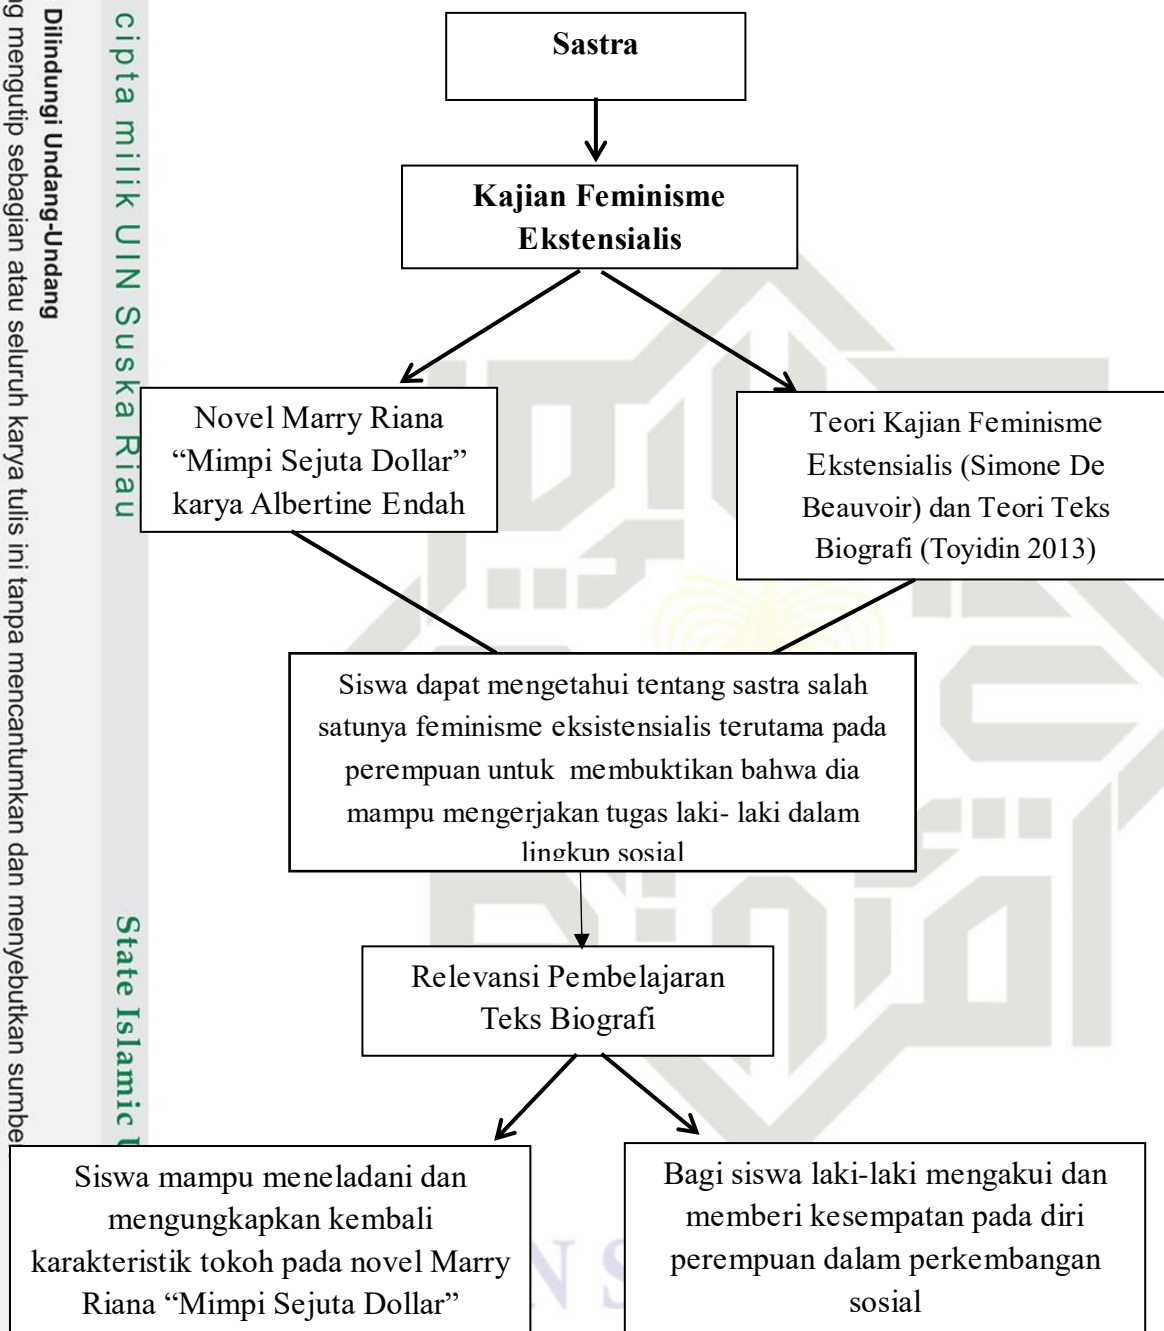 Sastra
Kajian Feminisme
Ekstensialis
Novel Marry Riana
“Mimpi Sejuta Dollar”
karya Albertine Endah
Teori Kajian Feminisme
Ekstensialis (Simone De
Beauvoir) dan Teori Teks
Biografi (Toyidin 2013)
Siswa dapat mengetahui tentang sastra salah
satunya feminisme eksistensialis terutama pada
perempuan untuk membuktikan bahwa dia
mampu mengerjakan tugas laki- laki dalam
lingkup sosial
Relevansi Pembelajaran
Teks Biografi
Siswa mampu meneladani dan
mengungkapkan kembali
karakteristik tokoh pada novel Marry
Riana “Mimpi Sejuta Dollar”
Bagi siswa laki-laki mengakui dan
memberi kesempatan pada diri
perempuan dalam perkembangan
sosial
cipta milik UIN Suska Riau
State Islamic U
Dilindungi Undang-Undang
ng mengutip sebagian atau seluruh karya tulis ini tanpa mencantumkan dan menyebutkan sumber
N S